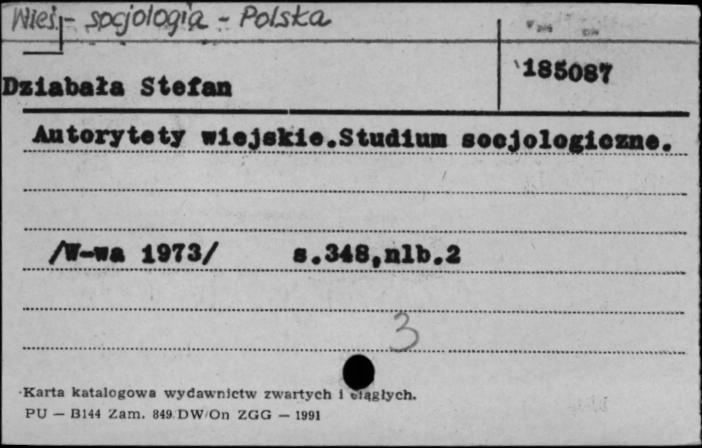 Wieś - socjologia - Polska
185087
Dziabała Stefan
Autorytety wiejskie.Studium socjologiczne.
/W-wa 1973/ s.348,nlb.2
3
Karta katalogowa wydawnictw zwartych i ciągłych.
PU — B144 Zam. 849 DW/On ZGG — 1991